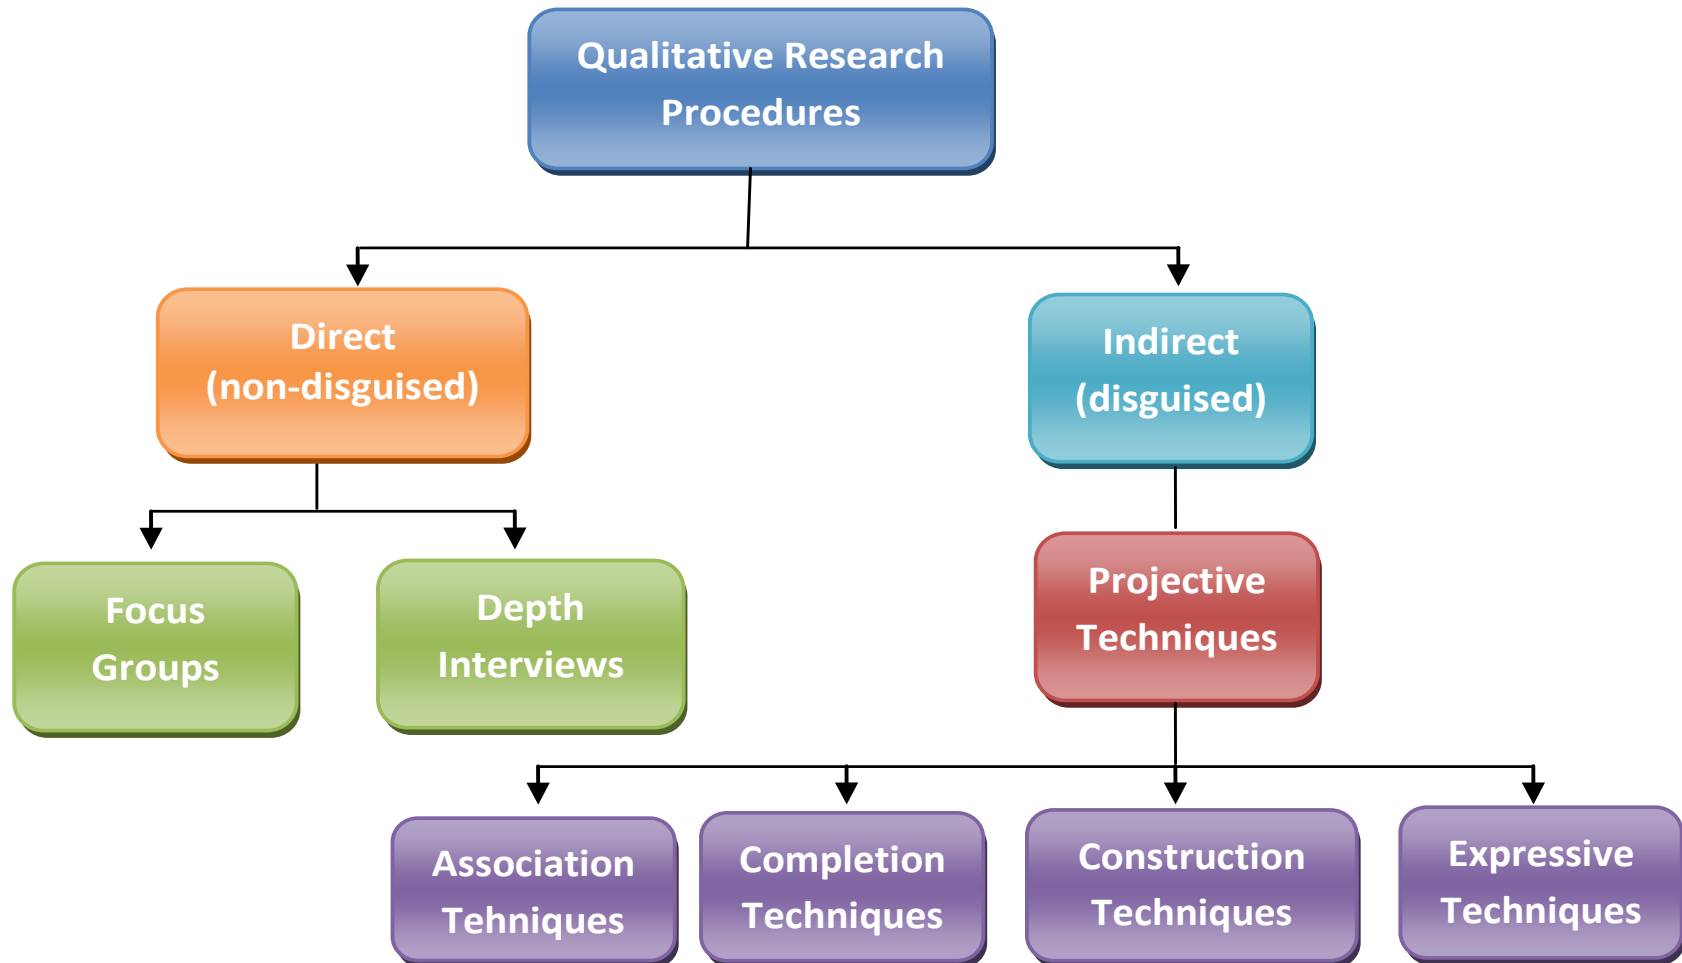 Qualitative Research
Procedures
Direct
(non-disguised)
Indirect
(disguised)
Focus
Groups
Depth
Interviews
Projective
Techniques
Association
Tehniques
Completion
Techniques
Construction
Techniques
Expressive
Techniques